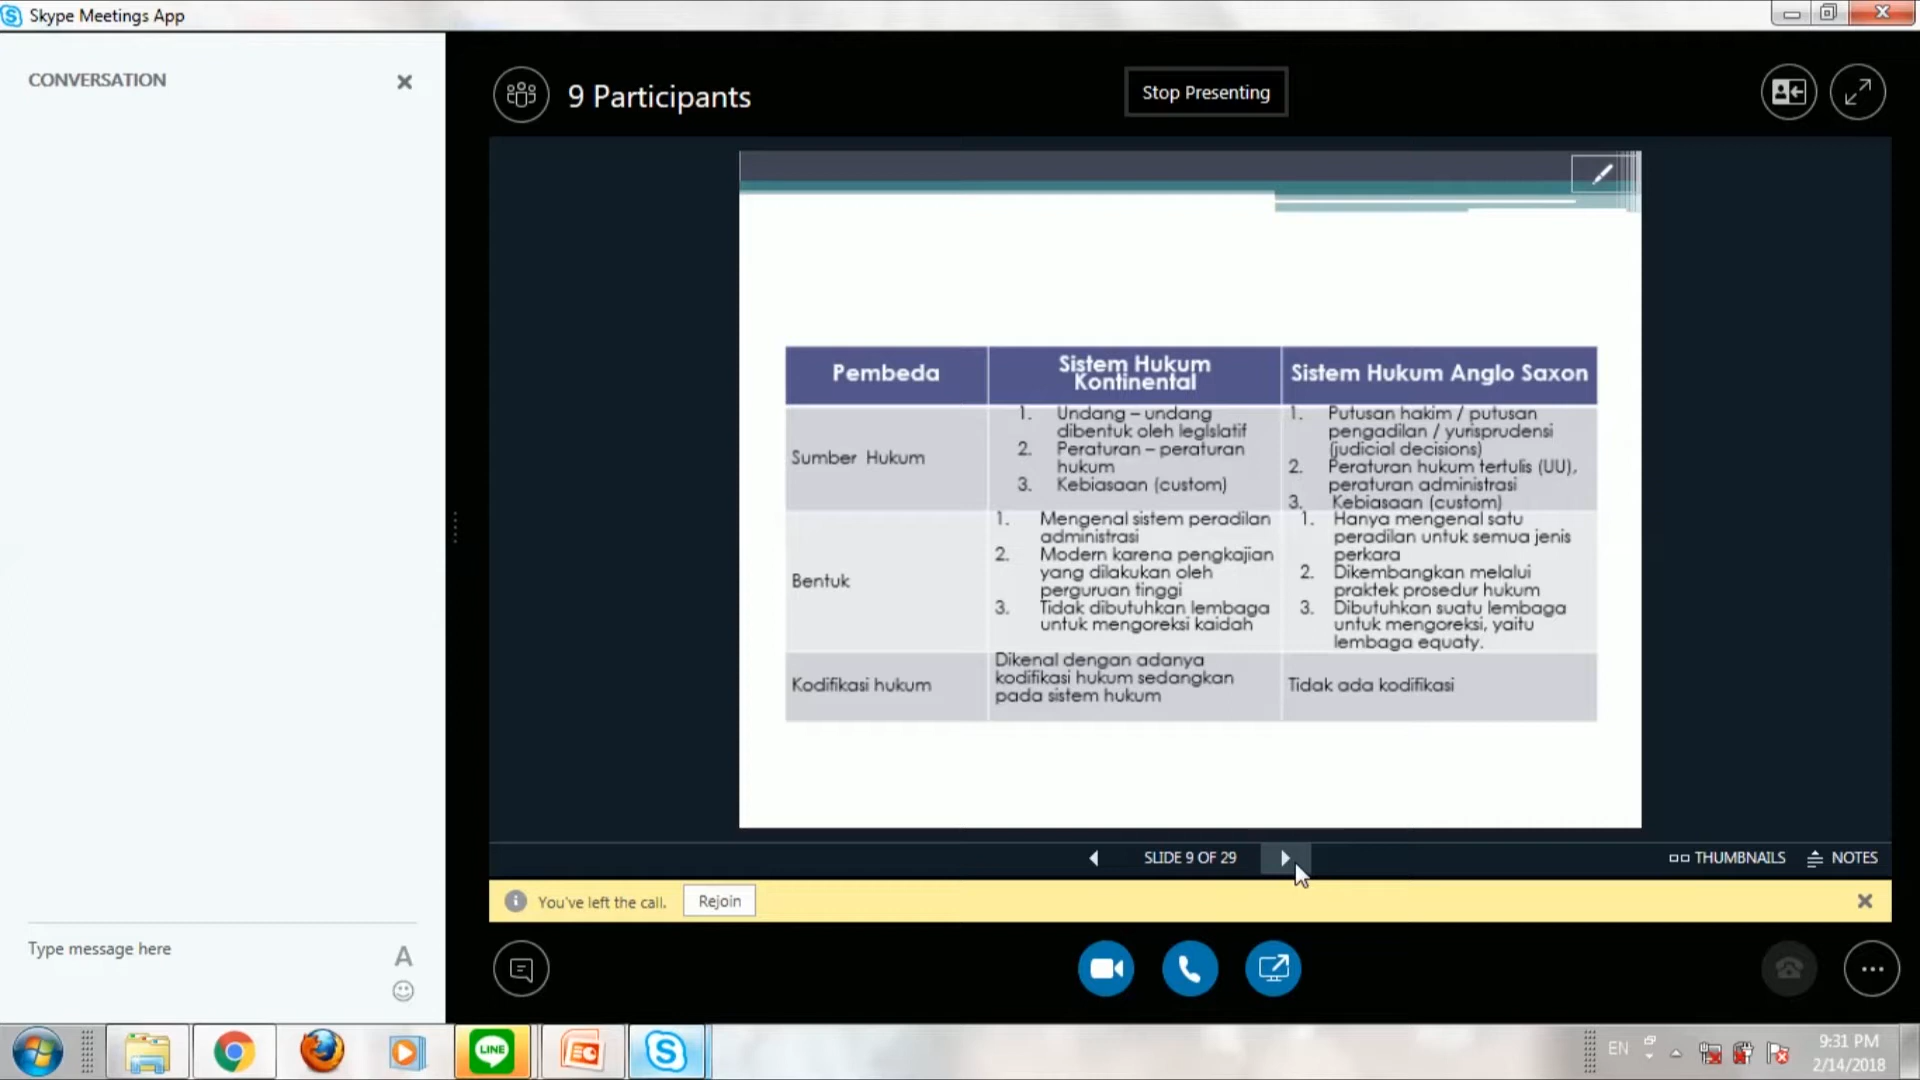 Skype Meetings App
CONVERSATION
9 Participants
Stop Presenting
Pembeda
Sistem Hukum
Kontinental
Sistem Hukum Anglo Saxon
Sumber Hukum
1. Undang – undang
dibentuk oleh legislatif
2. Peraturan – peraturan
hukum
3. Kebiasaan (custom)
1. Putusan hakim / putusan
pengadilan / yurisprudensi
(judicial decisions)
2. Peraturan hukum tertulis (UU),
peraturan administrasi
3. Kebiasaan (custom)
Bentuk
1. Mengenal sistem peradilan
administrasi
2. Modern karena pengkajian
yang dilakukan oleh
perguruan tinggi
3. Tidak dibutuhkan lembaga
untuk mengoreksi kaidah
1. Hanya mengenal satu
peradilan untuk semua jenis
perkara
2. Dikembangkan melalui
praktek prosedur hukum
3. Dibutuhkan suatu lembaga
untuk mengoreksi, yaitu
lembaga equaty.
Kodifikasi hukum
Dikenal dengan adanya
kodifikasi hukum sedangkan
pada sistem hukum
Tidak ada kodifikasi
SLIDE 9 OF 29
THUMBNAILS
NOTES
You've left the call.
Rejoin
Type message here
A
LINE
EN
9:31 PM
2/14/2018